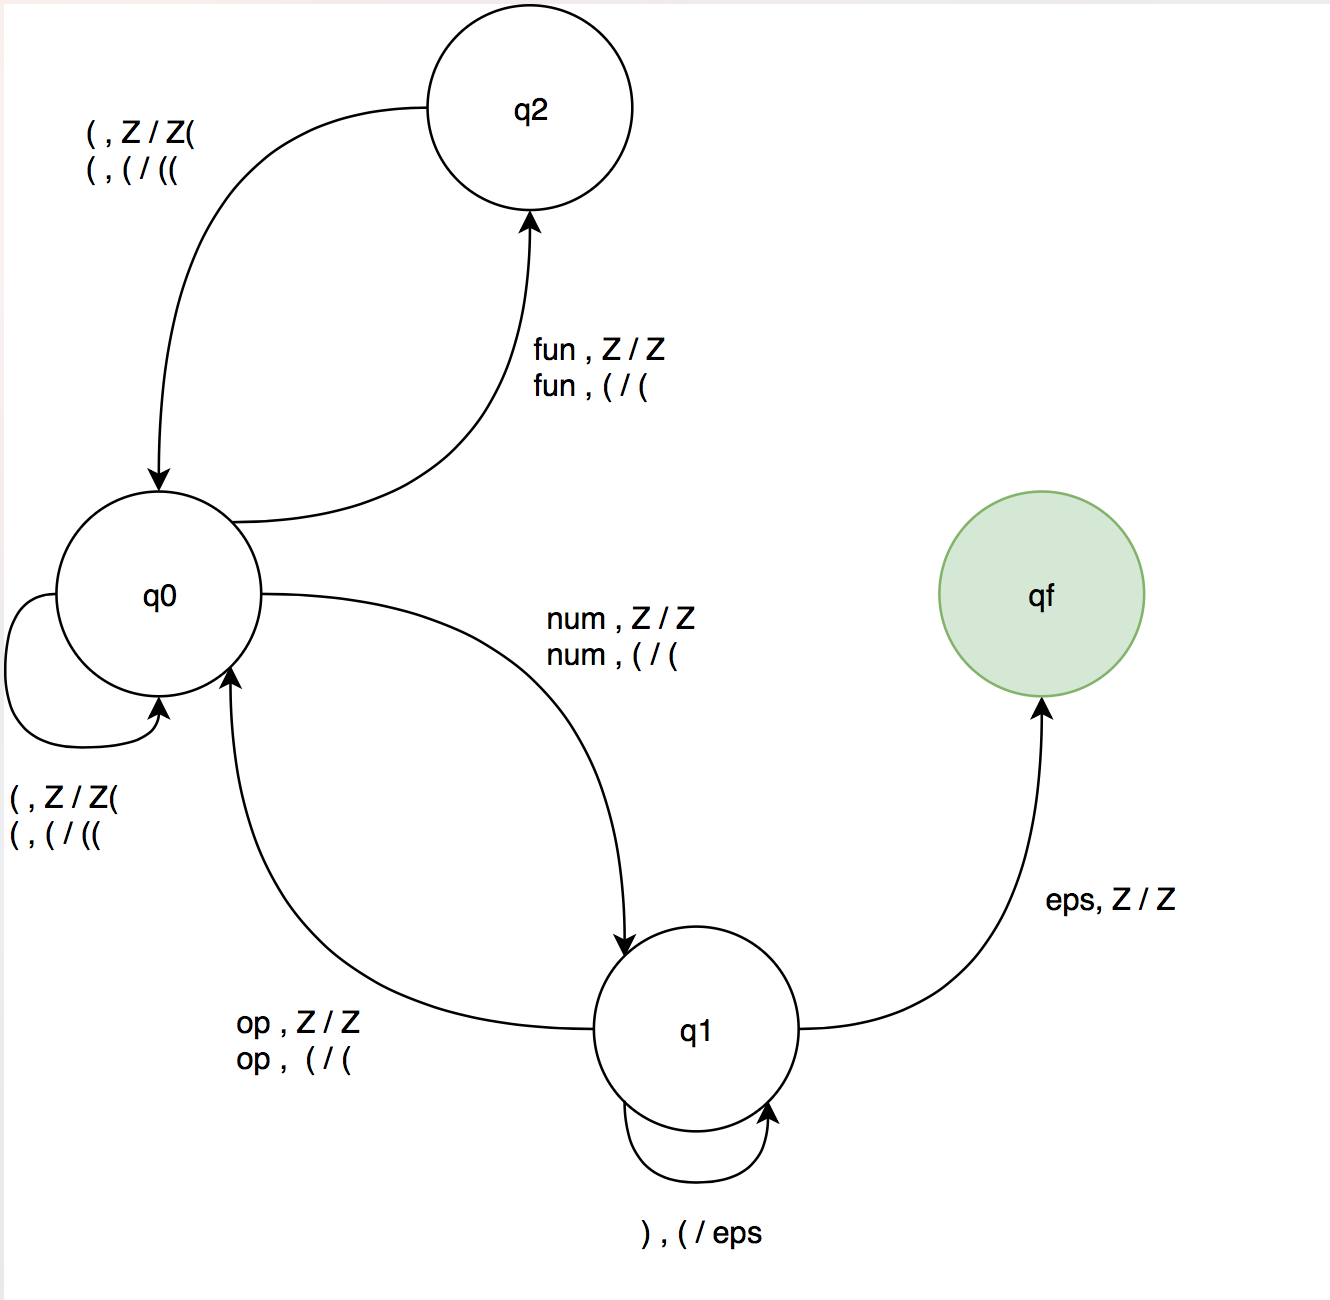 q2
( , Z / Z(
( , ( / ((
fun , Z / Z
fun , ( / (
q0
qf
num , Z / Z
num , ( / (
( , Z / Z(
( , ( / ((
eps, Z / Z
op , Z / Z
op ,  ( / (
q1
) , ( / eps